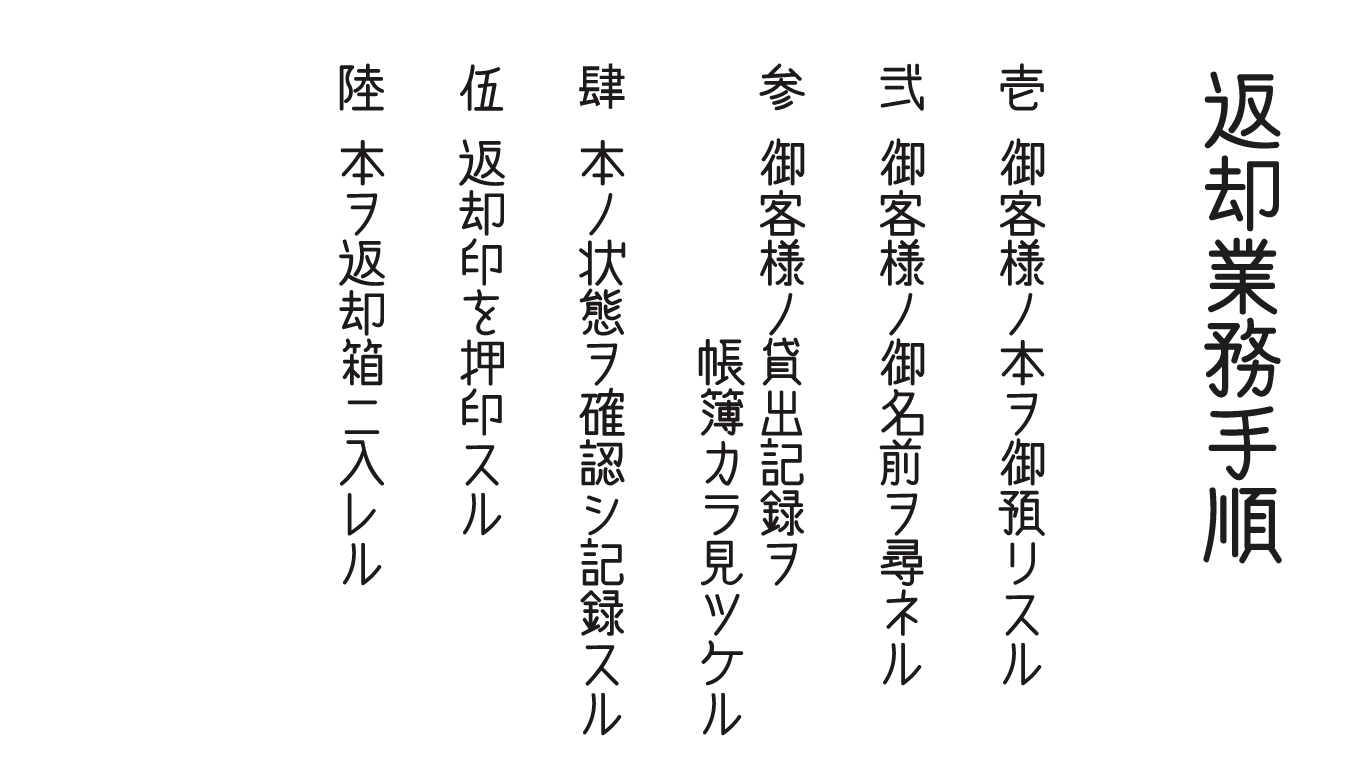 返却業務手順
壱 御客様ノ本ヲ御預リスル
弐 御客様ノ御名前ヲ尋ネル
参 御客様ノ貸出記録ヲ
帳簿カラ見ツケル
肆 本ノ状態ヲ確認シ記録スル
伍 返却印を押印スル
陸 本ヲ返却箱ニ入レル